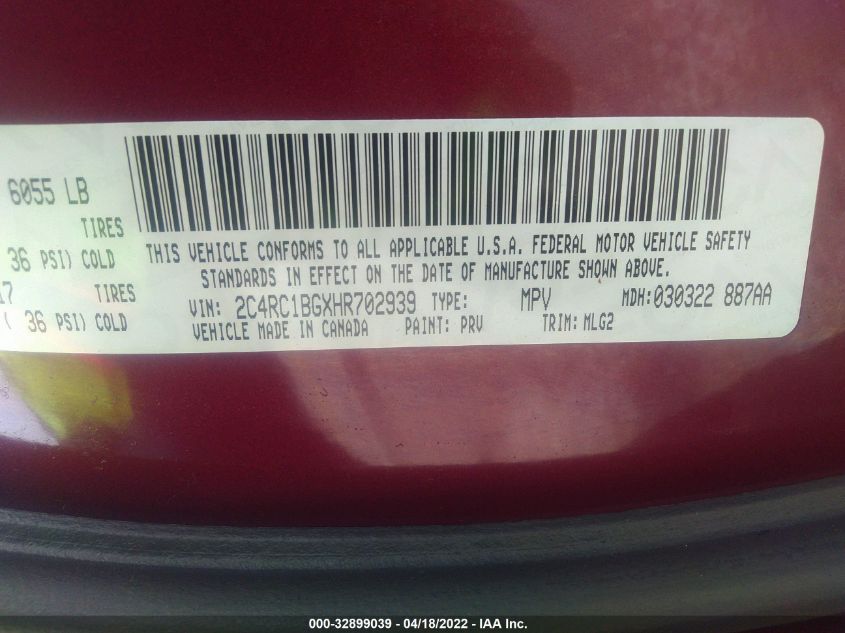 6055 LB
TIRES
36 PSI) COLD
17 TIRES
( 36 PSI) COLD
THIS VEHICLE CONFORMS TO ALL APPLICABLE U.S.A. FEDERAL MOTOR VEHICLE SAFETY
STANDARDS IN EFFECT ON THE DATE OF MANUFACTURE SHOWN ABOVE.
VIN: 2C4RC1BGXHR702939 TYPE: MPV MDH:030322 887AA
VEHICLE MADE IN CANADA PAINT: PRV TRIM: MLG2
000-32899039 - 04/18/2022 - IAA Inc.